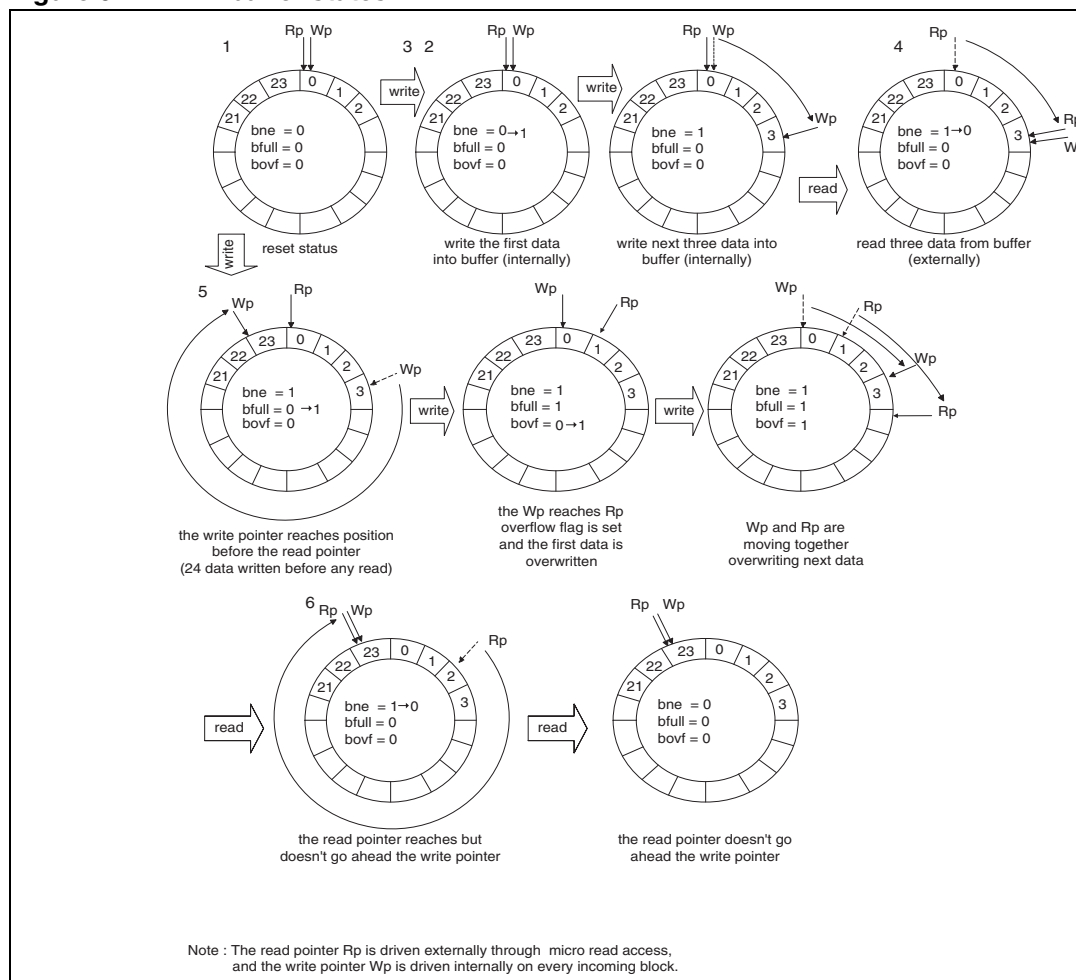 1
Rp Wp
23 0 1 2
22
21
bne = 0
bfull = 0
bovf = 0
reset status
write
3 2
Rp Wp
23 0 1 2
22
21
bne = 0→1
bfull = 0
bovf = 0
write the first data
into buffer (internally)
write
Rp Wp
Wp
23 0 1 2 3
22
21
bne = 1
bfull = 0
bovf = 0
write next three data into
buffer (internally)
read
4
Rp
Rp
23 0 1 2 3
22
21
bne = 1→0
bfull = 0
bovf = 0
read three data from buffer
(externally)
write
5
Wp
Rp
Wp
23 0 1 2 3
22
21
bne = 1
bfull = 0 →1
bovf = 0
the write pointer reaches position
before the read pointer
(24 data written before any read)
write
Wp
Rp
23 0 1 2 3
22
21
bne = 1
bfull = 1
bovf = 0→1
the Wp reaches Rp
overflow flag is set
and the first data is
overwritten
write
Wp
Rp
Wp
Rp
23 0 1 2 3
22
21
bne = 1
bfull = 1
bovf = 1
Wp and Rp are
moving together
overwriting next data
read
6
Rp Wp
Rp
23 0 1 2 3
22
21
bne = 1→0
bfull = 0
bovf = 0
the read pointer reaches but
doesn't go ahead the write pointer
read
Rp Wp
23 0 1 2 3
22
21
bne = 0
bfull = 0
bovf = 0
the read pointer doesn't go
ahead the write pointer
Note : The read pointer Rp is driven externally through micro read access,
and the write pointer Wp is driven internally on every incoming block.